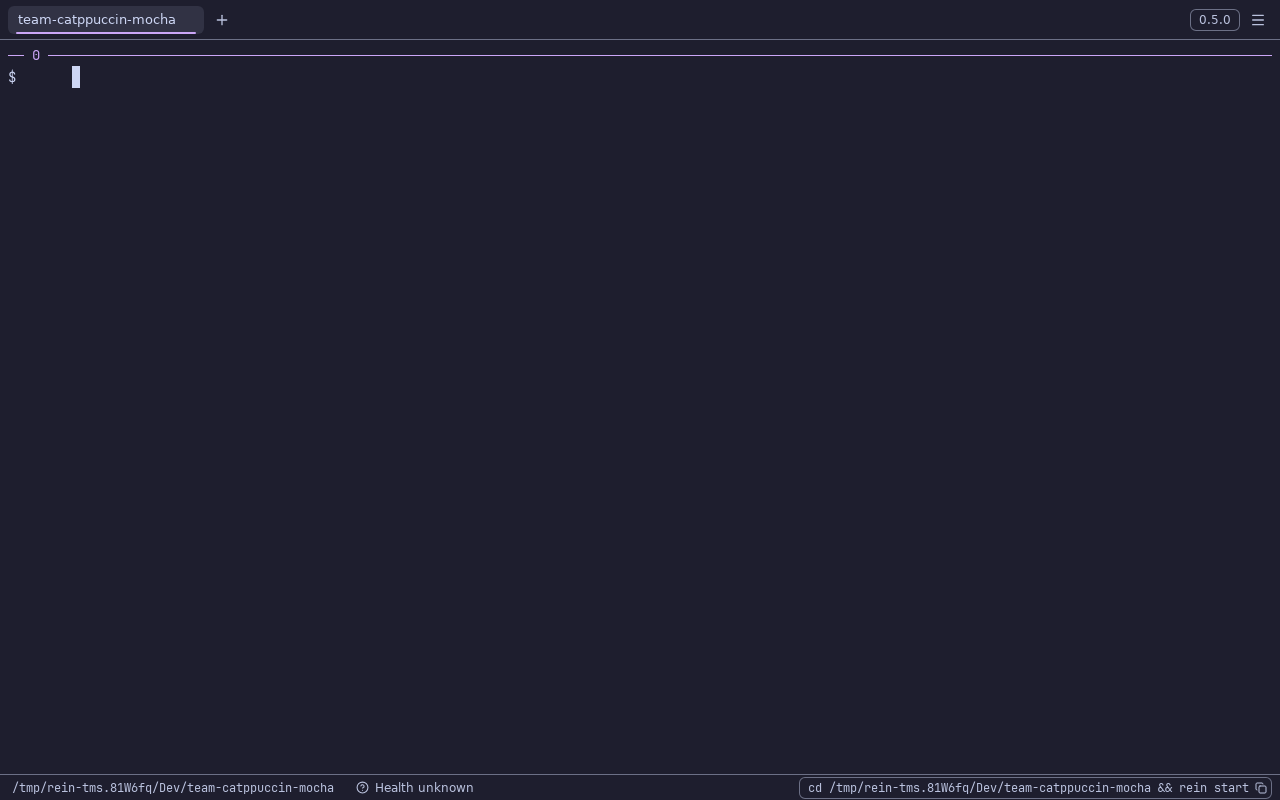 team-catppuccin-mocha
0.5.0
0
$
/tmp/rein-tms.81W6fq/Dev/team-catppuccin-mocha
Health unknown
cd /tmp/rein-tms.81W6fq/Dev/team-catppuccin-mocha && rein start